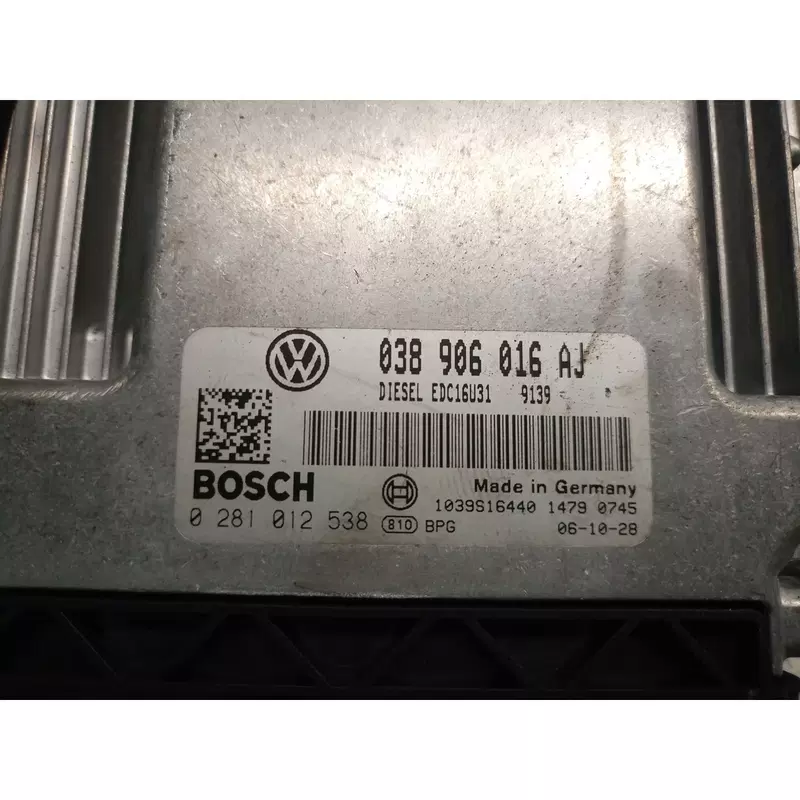 038 906 016 AJ
DIESEL EDC16U31 9139
BOSCH
Made in Germany
0 281 012 538 810 BPG
1039S16440 1479 0745
06-10-28